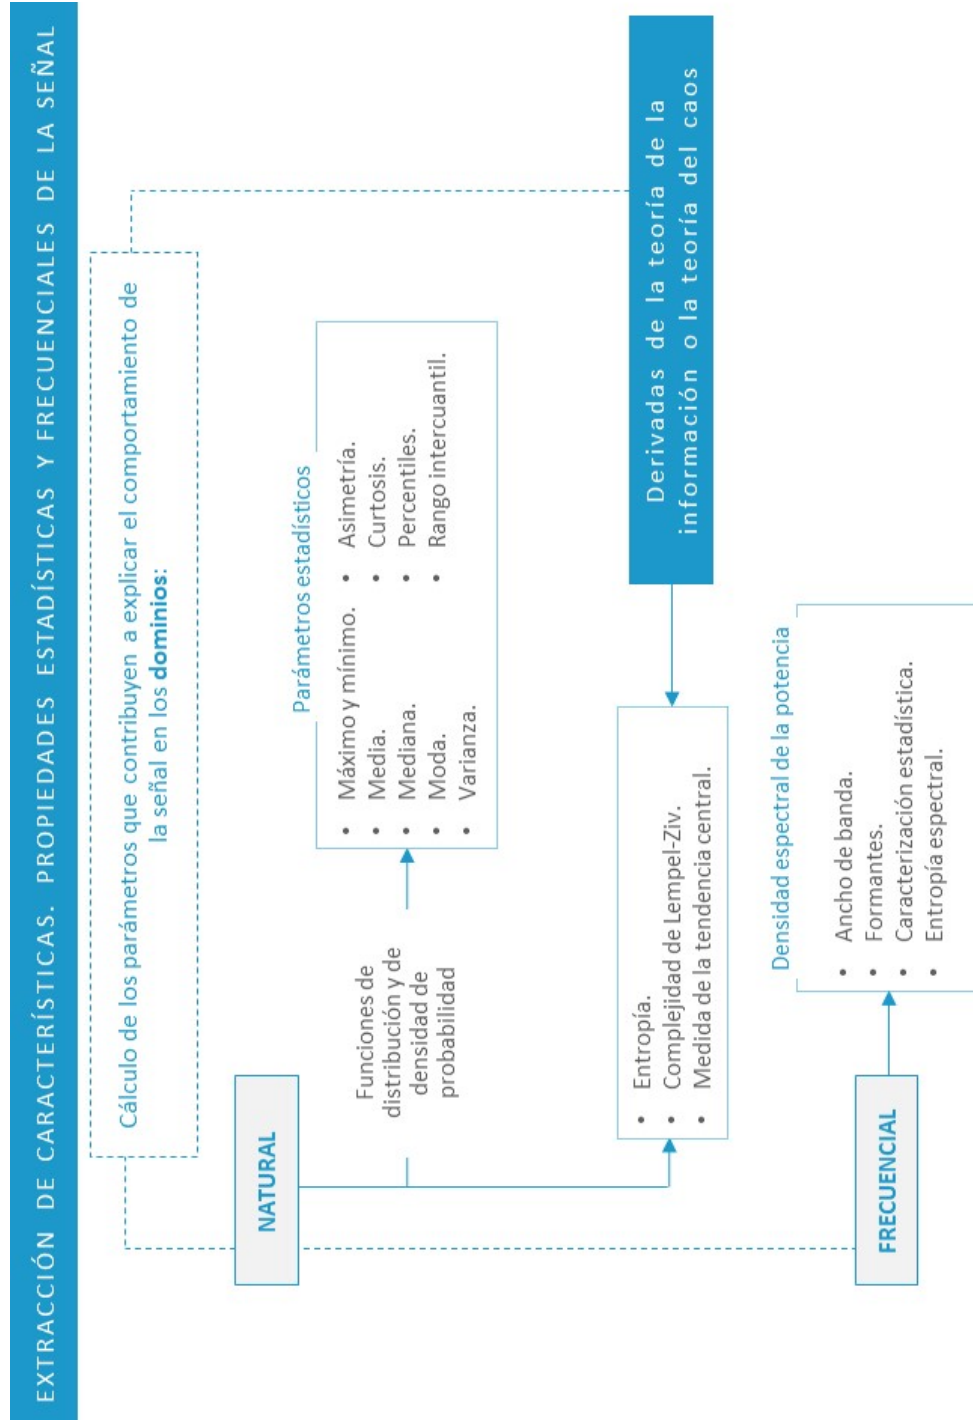 EXTRACCIÓN DE CARACTERÍSTICAS. PROPIEDADES ESTADÍSTICAS Y FRECUENCIALES DE LA SEÑAL
Cálculo de los parámetros que contribuyen a explicar el comportamiento de
la señal en los dominios:
NATURAL
Funciones de
distribución y de
densidad de
probabilidad
Parámetros estadísticos
• Máximo y mínimo.
• Media.
• Mediana.
• Moda.
• Varianza.
• Asimetría.
• Curtosis.
• Percentiles.
• Rango intercuantil.
• Entropía.
• Complejidad de Lempel-Ziv.
• Medida de la tendencia central.
Derivadas de la teoría de la
información o la teoría del caos
FRECUENCIAL
Densidad espectral de la potencia
• Ancho de banda.
• Formantes.
• Caracterización estadística.
• Entropía espectral.